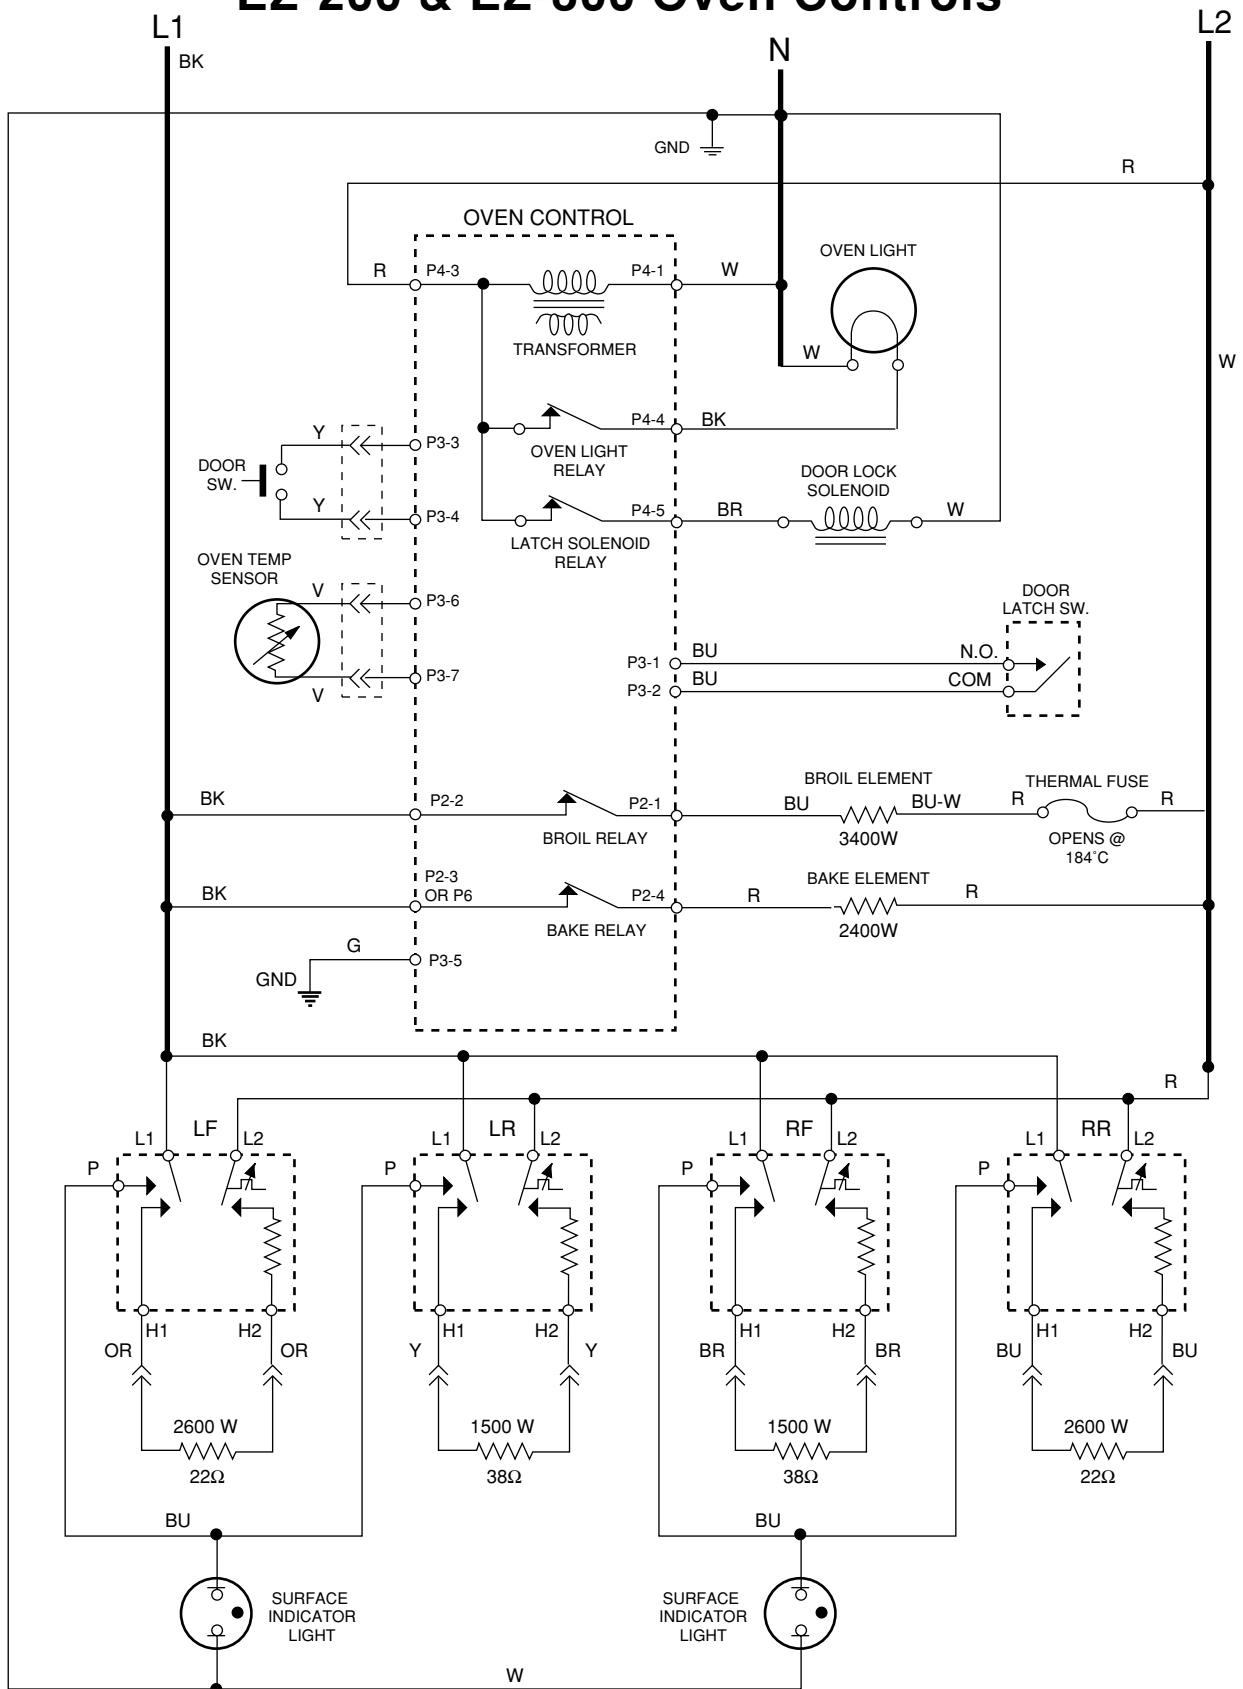 EZ-200 & EZ-300 Oven Controls
L1
N
L2
BK
GND
R
OVEN CONTROL
OVEN LIGHT
R
P4-3
P4-1
W
TRANSFORMER
W
W
P4-4
BK
Y
P3-3
OVEN LIGHT
RELAY
DOOR
SW.
DOOR LOCK
SOLENOID
Y
P3-4
P4-5
BR
W
LATCH SOLENOID
RELAY
OVEN TEMP
SENSOR
V
P3-6
DOOR
LATCH SW.
P3-1
BU
N.O.
V
P3-7
P3-2
BU
COM
BROIL ELEMENT
THERMAL FUSE
BK
P2-2
P2-1
BU
BU-W
R
R
BROIL RELAY
3400W
OPENS @
184˚C
P2-3
OR P6
BAKE ELEMENT
BK
P2-4
R
R
BAKE RELAY
2400W
G
P3-5
GND
BK
R
L1
LF
L2
L1
LR
L2
L1
RF
L2
L1
RR
L2
P
P
P
P
H1
H2
H1
H2
H1
H2
H1
H2
OR
OR
Y
Y
BR
BR
BU
BU
2600 W
1500 W
1500 W
2600 W
22Ω
38Ω
38Ω
22Ω
BU
BU
SURFACE
INDICATOR
LIGHT
SURFACE
INDICATOR
LIGHT
W